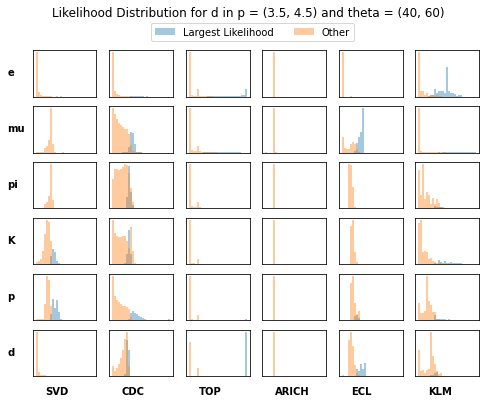 Likelihood Distribution for d in p = (3.5, 4.5) and theta = (40, 60)
Largest Likelihood Other
e
mu
pi
K
p
d
SVD CDC TOP ARICH ECL KLM